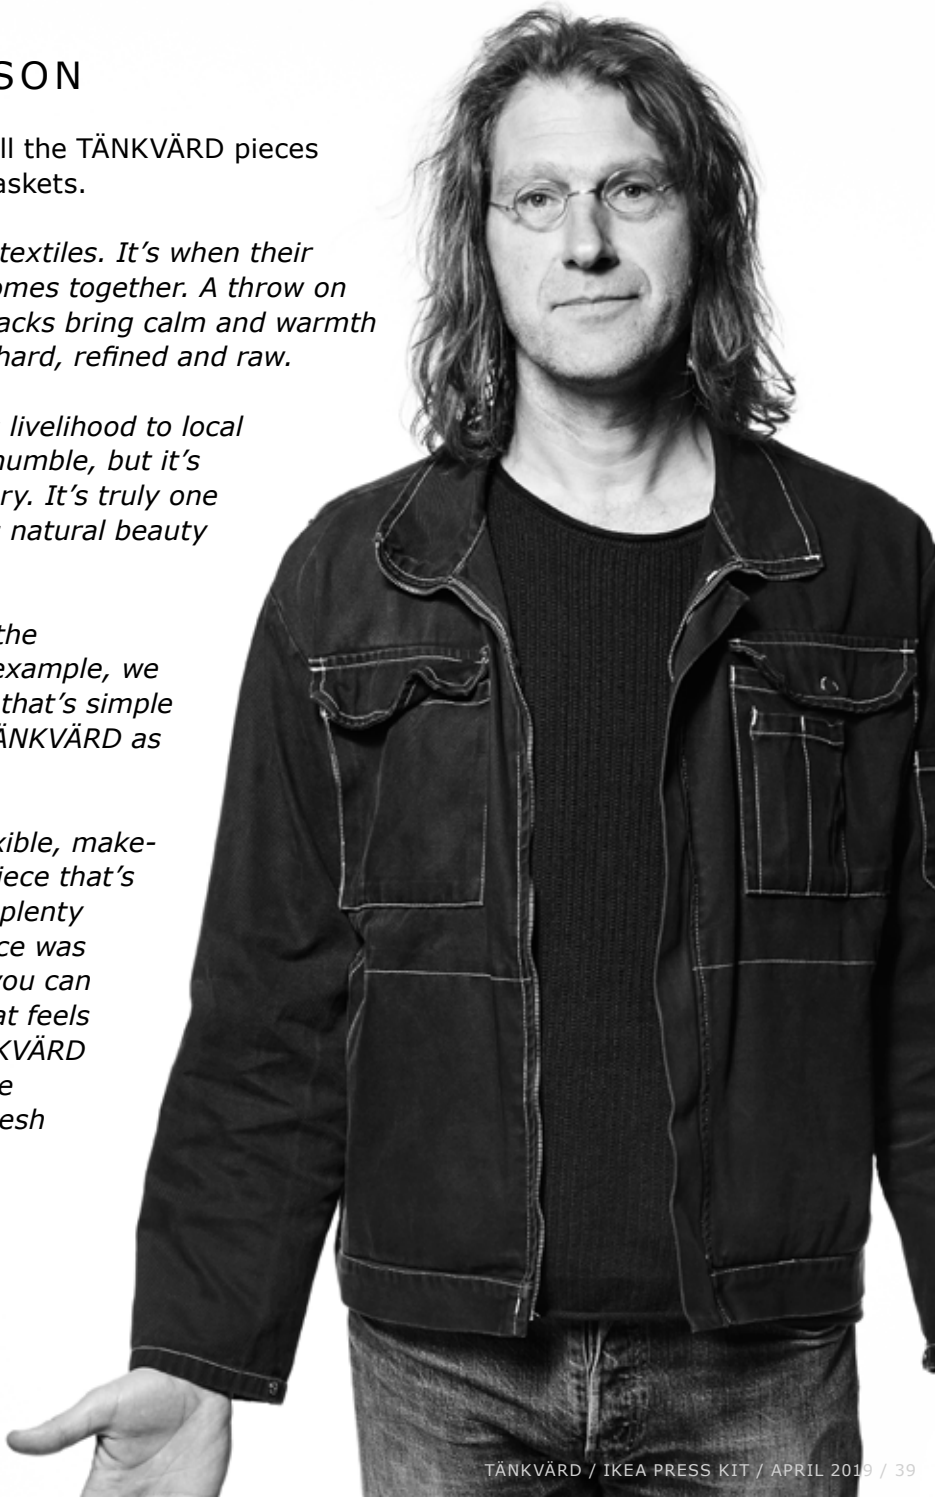 SON
ll the TÄNKVÄRD pieces
askets.
textiles. It’s when their
omes together. A throw on
acks bring calm and warmth
hard, refined and raw.
livelihood to local
humble, but it’s
ry. It’s truly one
natural beauty
the
example, we
that’s simple
ÄNKVÄRD as
xible, make-
iece that’s
plenty
ce was
you can
at feels
KVÄRD
e
esh
TÄNKVÄRD / IKEA PRESS KIT / APRIL 2019 / 39